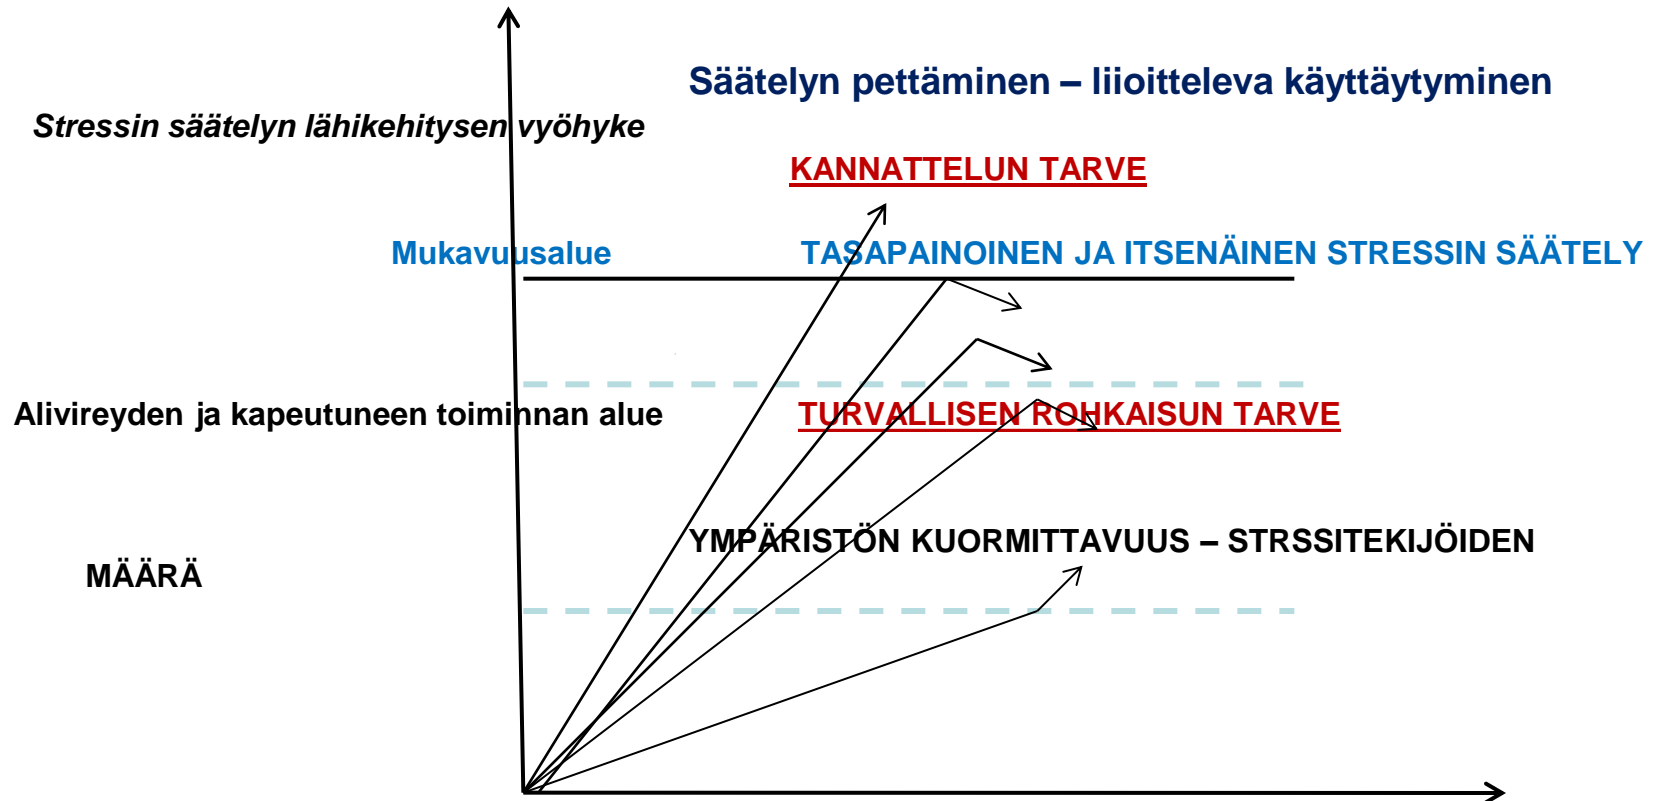 Säätelyn pettäminen – liioitteleva käyttäytyminen
Stressin säätelyn lähikehitysen vyöhyke
KANNATTELUN TARVE
Mukavuusalue TASAPAINOINEN JA ITSENÄINEN STRESSIN SÄÄTELY
Alivireyden ja kapeutuneen toiminnan alue TURVALLISEN ROHKAISUN TARVE
YMPÄRISTÖN KUORMITTAVUUS – STRSSITEKIJÖIDEN
MÄÄRÄ